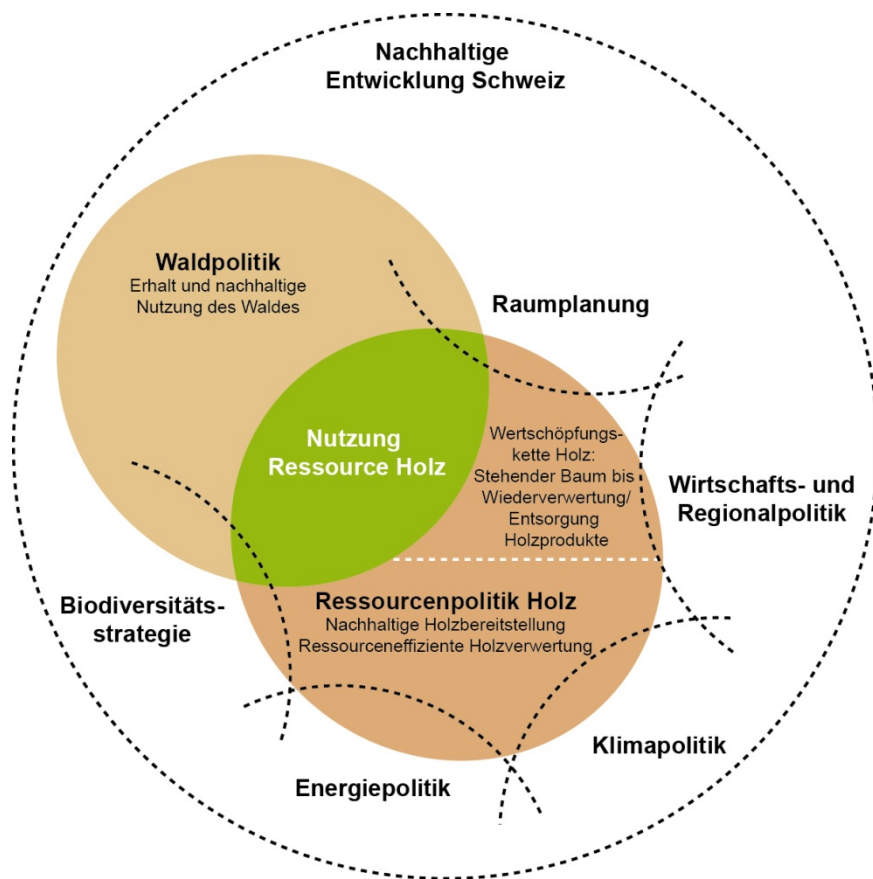 Nachhaltige
Entwicklung Schweiz
Waldpolitik
Erhalt und nachhaltige
Nutzung des Waldes
Raumplanung
Nutzung
Ressource Holz
Wertschöpfungs-
kette Holz:
Stehender Baum bis
Wiederverwertung/
Entsorgung
Holzprodukte
Wirtschafts- und
Regionalpolitik
Biodiversitäts-
strategie
Ressourcenpolitik Holz
Nachhaltige Holzbereitstellung
Ressourceneffiziente Holzverwertung
Klimapolitik
Energiepolitik